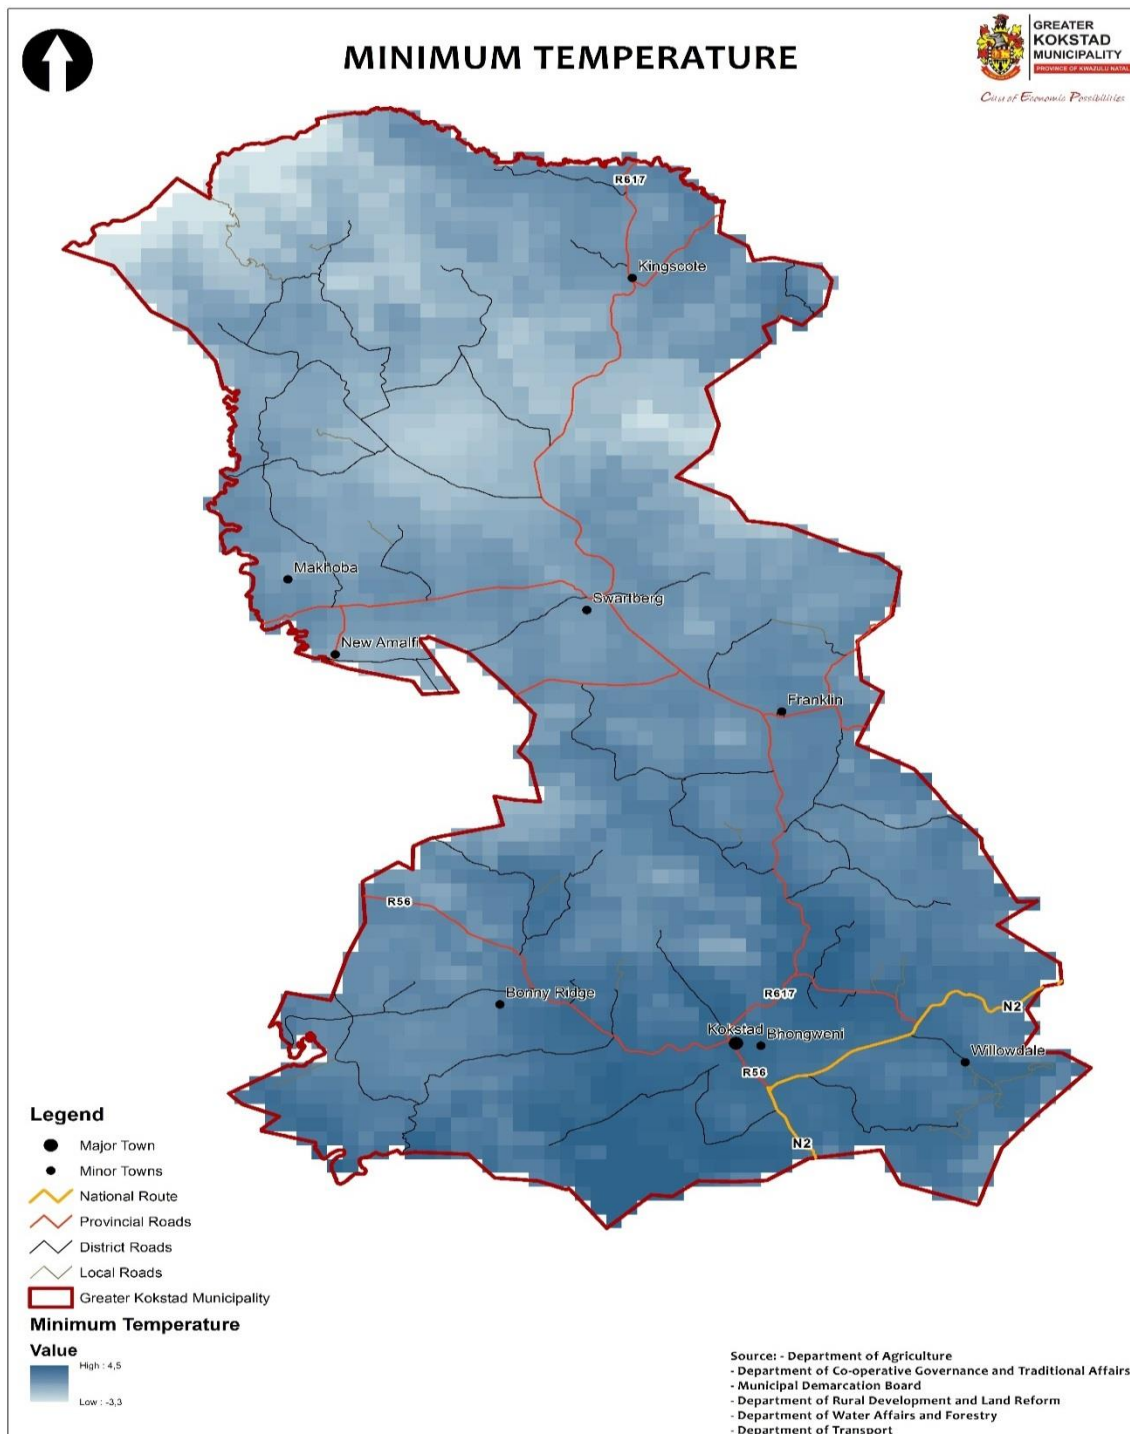 MINIMUM TEMPERATURE
GREATER
KOKSTAD
MUNICIPALITY
PROVINCE OF KWAZULU NATAL
of Economic Possibilities
R617
Kingscote
Makhoba
Swartberg
New Amalfi
Franklin
R56
Bonny Ridge
R617
N2
Kokstad
Bhongweni
Willowdale
R56
N2
Legend
Major Town
Minor Towns
National Route
Provincial Roads
District Roads
Local Roads
Greater Kokstad Municipality
Minimum Temperature
Value
High : 4,5
Low : -3,3
Source: - Department of Agriculture
- Department of Co-operative Governance and Traditional Affairs
- Municipal Demarcation Board
- Department of Rural Development and Land Reform
- Department of Water Affairs and Forestry
- Department of Transport